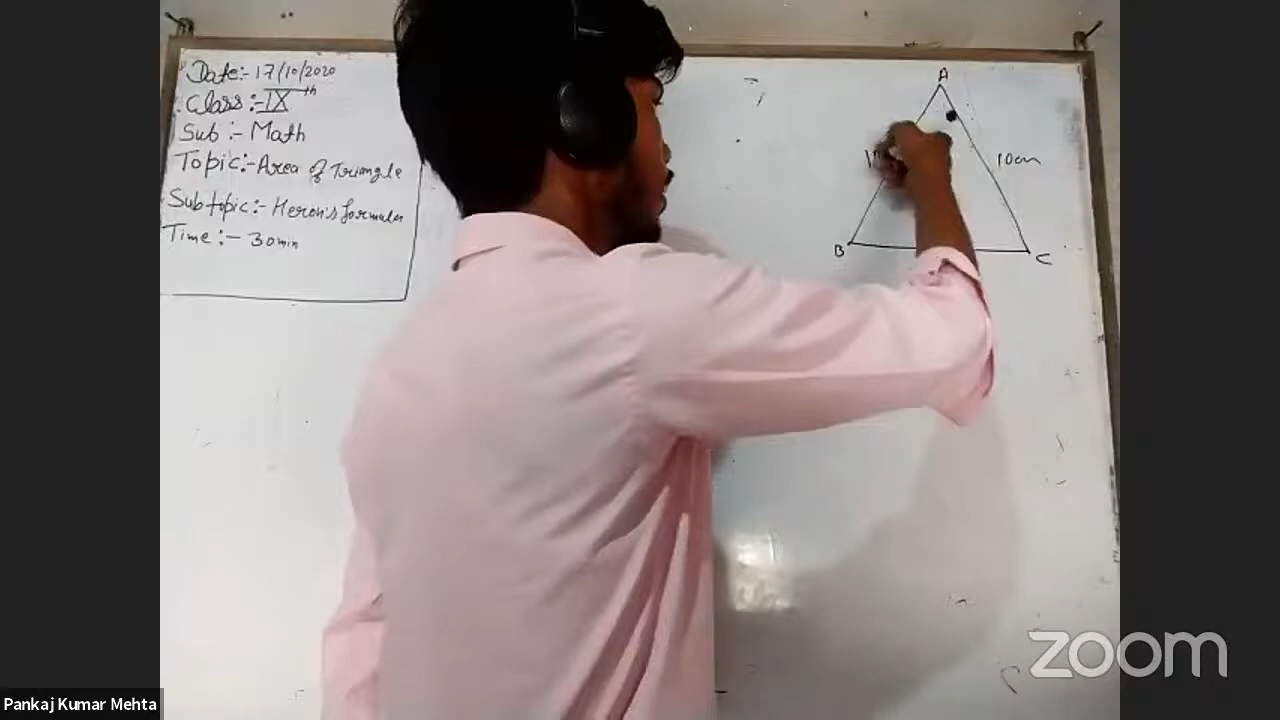 Date:- 17/10/2020
Class:- IXth
Sub:- Math
Topic:- Area of Triangle
Subtopic:- Heron's formula
Time:- 30min
A
10cm
B
C
zoom
Pankaj Kumar Mehta